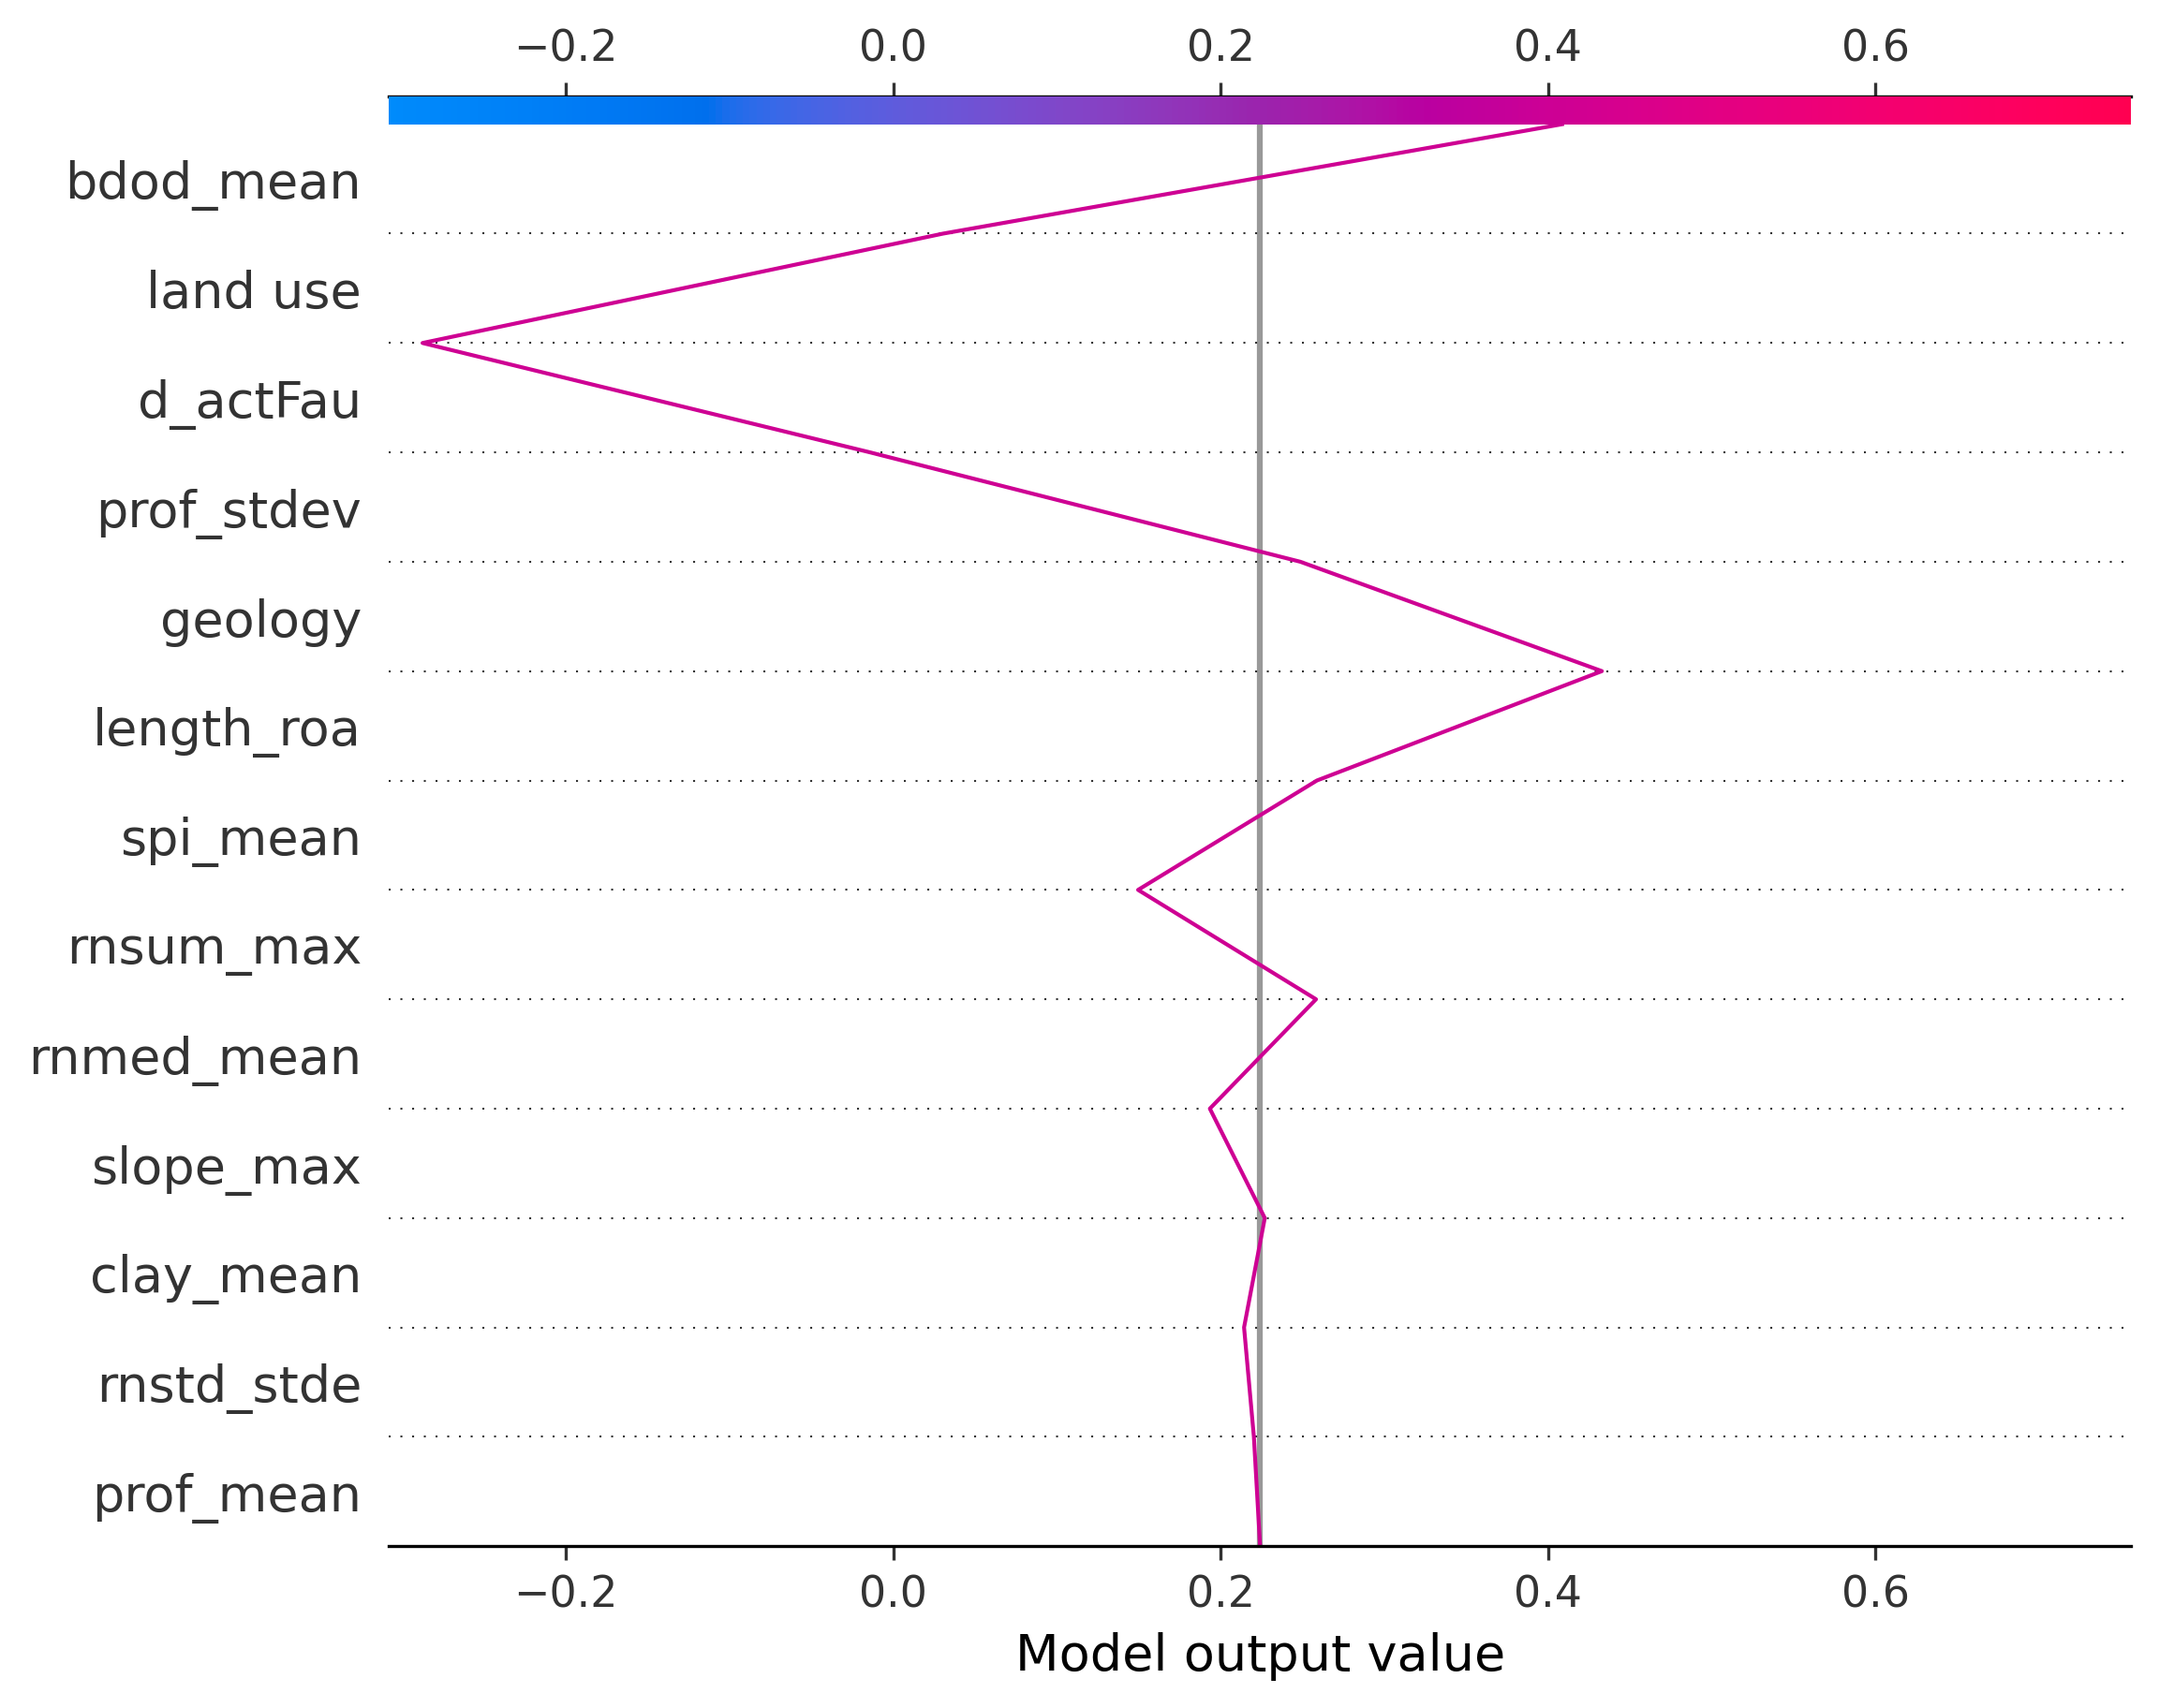 −0.2 0.0 0.2 0.4 0.6
bdod_mean
land use
d_actFau
prof_stdev
geology
length_roa
spi_mean
rnsum_max
rnmed_mean
slope_max
clay_mean
rnstd_stde
prof_mean
−0.2 0.0 0.2 0.4 0.6
Model output value